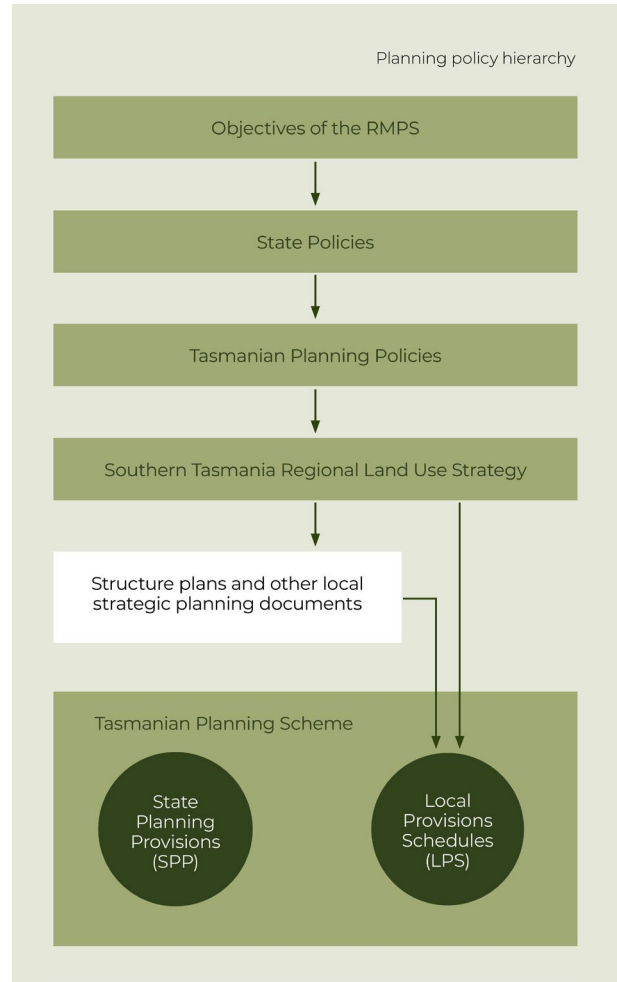 Planning policy hierarchy
Objectives of the RMPS
State Policies
Tasmanian Planning Policies
Southern Tasmania Regional Land Use Strategy
Structure plans and other local
strategic planning documents
Tasmanian Planning Scheme
State
Planning
Provisions
(SPP)
Local
Provisions
Schedules
(LPS)